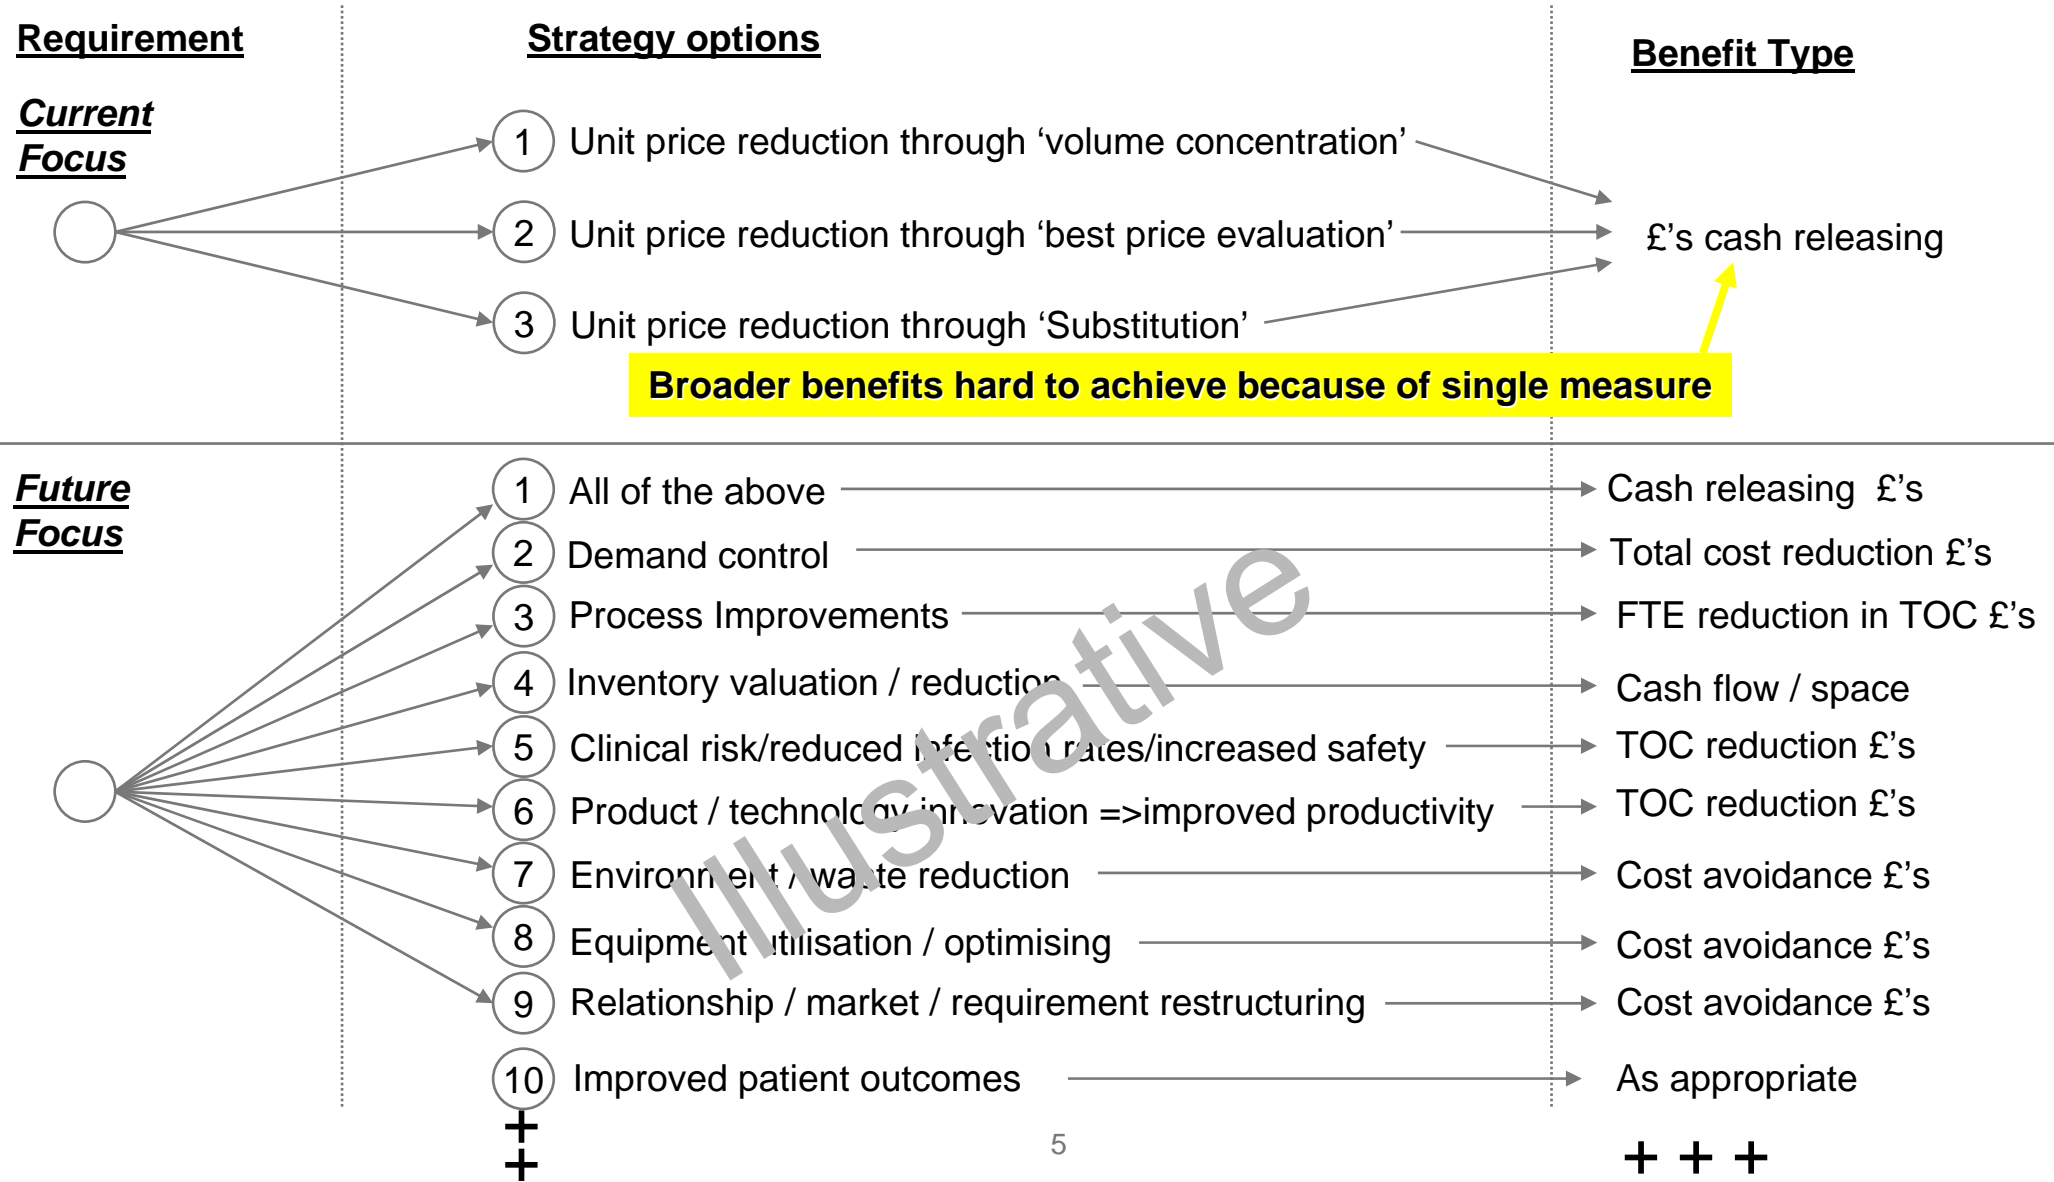 Requirement
Strategy options
Benefit Type
Current
Focus
1 Unit price reduction through ‘volume concentration’
2 Unit price reduction through ‘best price evaluation’
£’s cash releasing
3 Unit price reduction through ‘Substitution’
Broader benefits hard to achieve because of single measure
Future
Focus
1 All of the above Cash releasing £’s
2 Demand control Total cost reduction £’s
3 Process Improvements FTE reduction in TOC £’s
4 Inventory valuation / reduction Cash flow / space
5 Clinical risk/reduced infection rates/increased safety TOC reduction £’s
6 Product / technology innovation =>improved productivity TOC reduction £’s
7 Environment / waste reduction Cost avoidance £’s
8 Equipment utilisation / optimising Cost avoidance £’s
9 Relationship / market / requirement restructuring Cost avoidance £’s
10 Improved patient outcomes As appropriate
+
+
+ + +
5
Illustrative